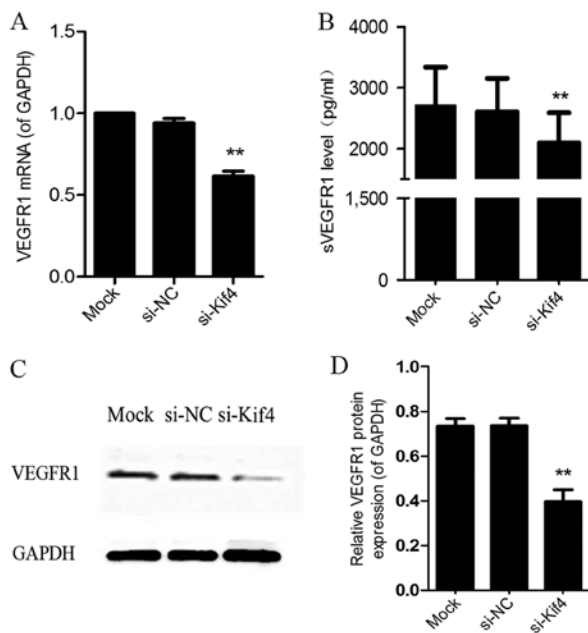 A
VEGFR1 mRNA (of GAPDH)
1.5
1.0
0.5
0.0
**
Mock
si-NC
si-Kif4
B
sVEGFR1 level (pg/ml)
4000
3000
2000
1,500
0
**
Mock
si-NC
si-Kif4
C
Mock si-NC si-Kif4
VEGFR1
GAPDH
D
Relative VEGFR1 protein
expression (of GAPDH)
0.8
0.6
0.4
0.2
0.0
**
Mock
si-NC
si-Kif4